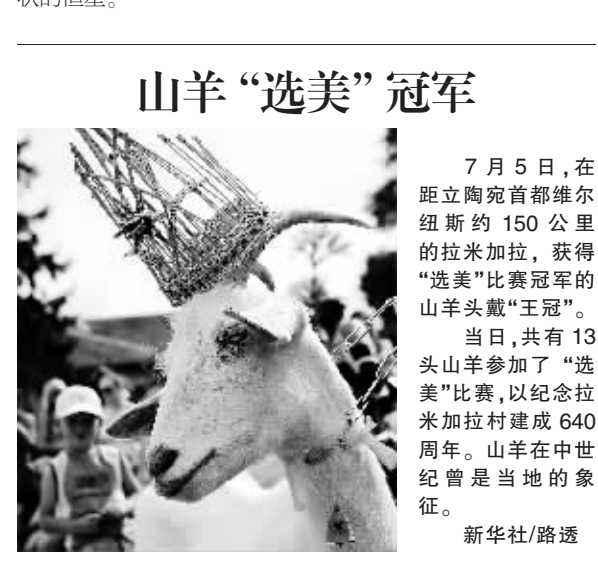 状的恒星。
山羊“选美”冠军
7月5日,在
距立陶宛首都维尔
纽斯约150公里
的拉米加拉，获得
“选美”比赛冠军的
山羊头戴“王冠”。
当日,共有13
头山羊参加了“选
美”比赛,以纪念拉
米加拉村建成640
周年。山羊在中世
纪曾是当地的象
征。
新华社/路透